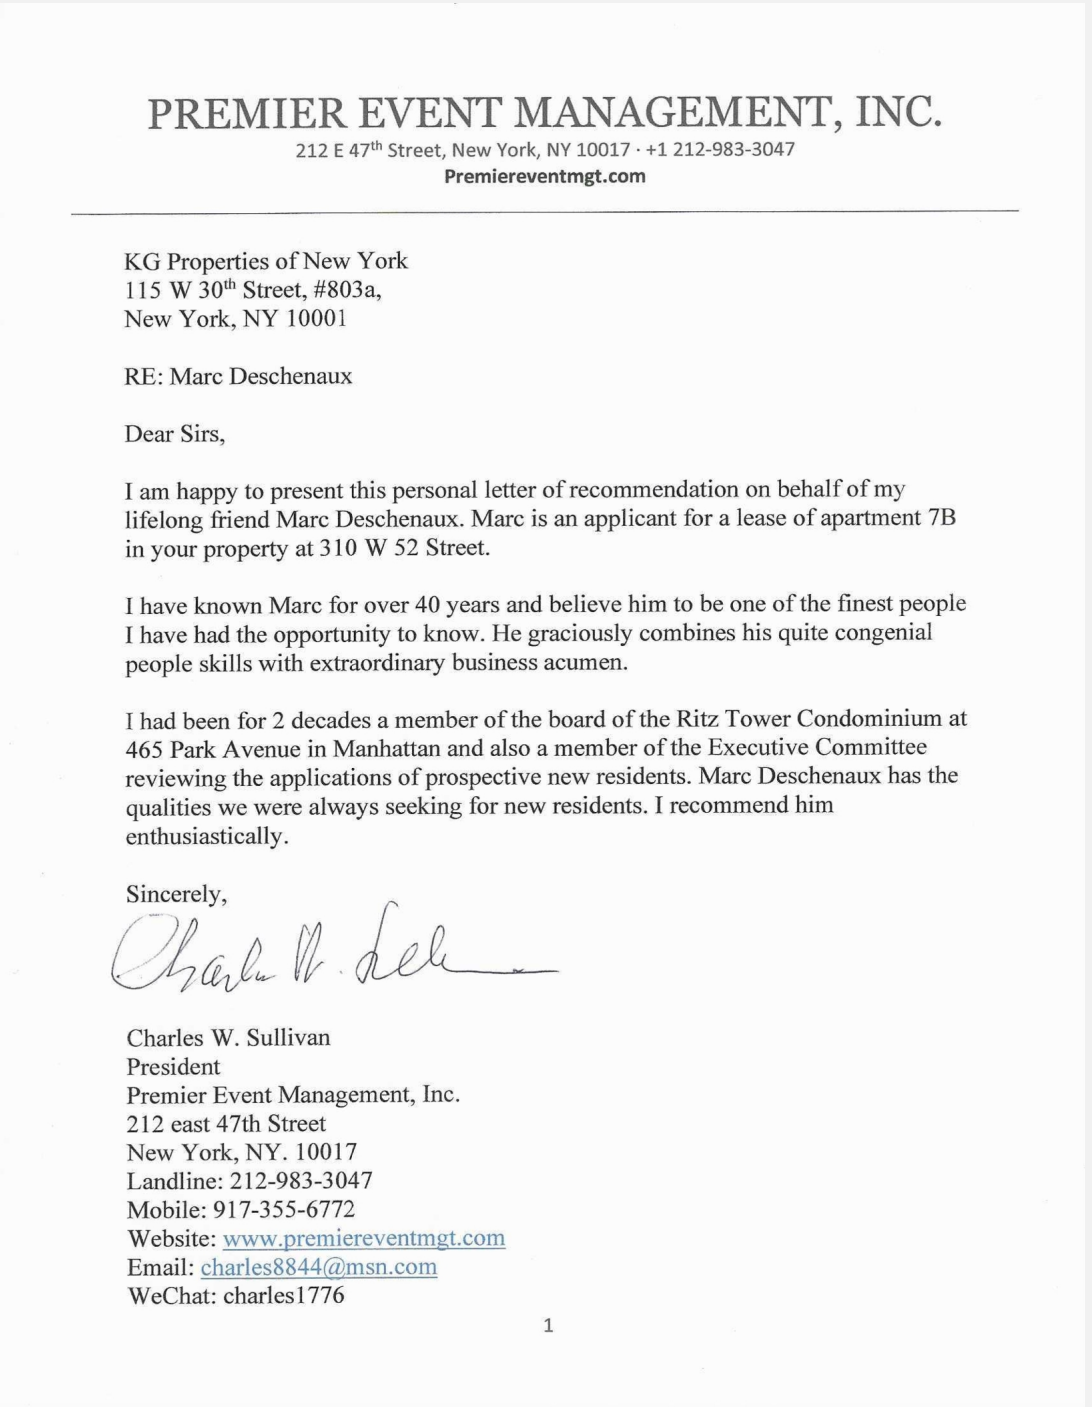 PREMIER EVENT MANAGEMENT, INC.
212 E 47th Street, New York, NY 10017 · +1 212-983-3047
Premiereventmgt.com
KG Properties of New York
115 W 30th Street, #803a,
New York, NY 10001
RE: Marc Deschenaux
Dear Sirs,
I am happy to present this personal letter of recommendation on behalf of my
lifelong friend Marc Deschenaux. Marc is an applicant for a lease of apartment 7B
in your property at 310 W 52 Street.
I have known Marc for over 40 years and believe him to be one of the finest people
I have had the opportunity to know. He graciously combines his quite congenial
people skills with extraordinary business acumen.
I had been for 2 decades a member of the board of the Ritz Tower Condominium at
465 Park Avenue in Manhattan and also a member of the Executive Committee
reviewing the applications of prospective new residents. Marc Deschenaux has the
qualities we were always seeking for new residents. I recommend him
enthusiastically.
Sincerely,
Charles W.
Charles W. Sullivan
President
Premier Event Management, Inc.
212 east 47th Street
New York, NY. 10017
Landline: 212-983-3047
Mobile: 917-355-6772
Website: www.premiereventmgt.com
Email: charles8844@msn.com
WeChat: charles1776
1